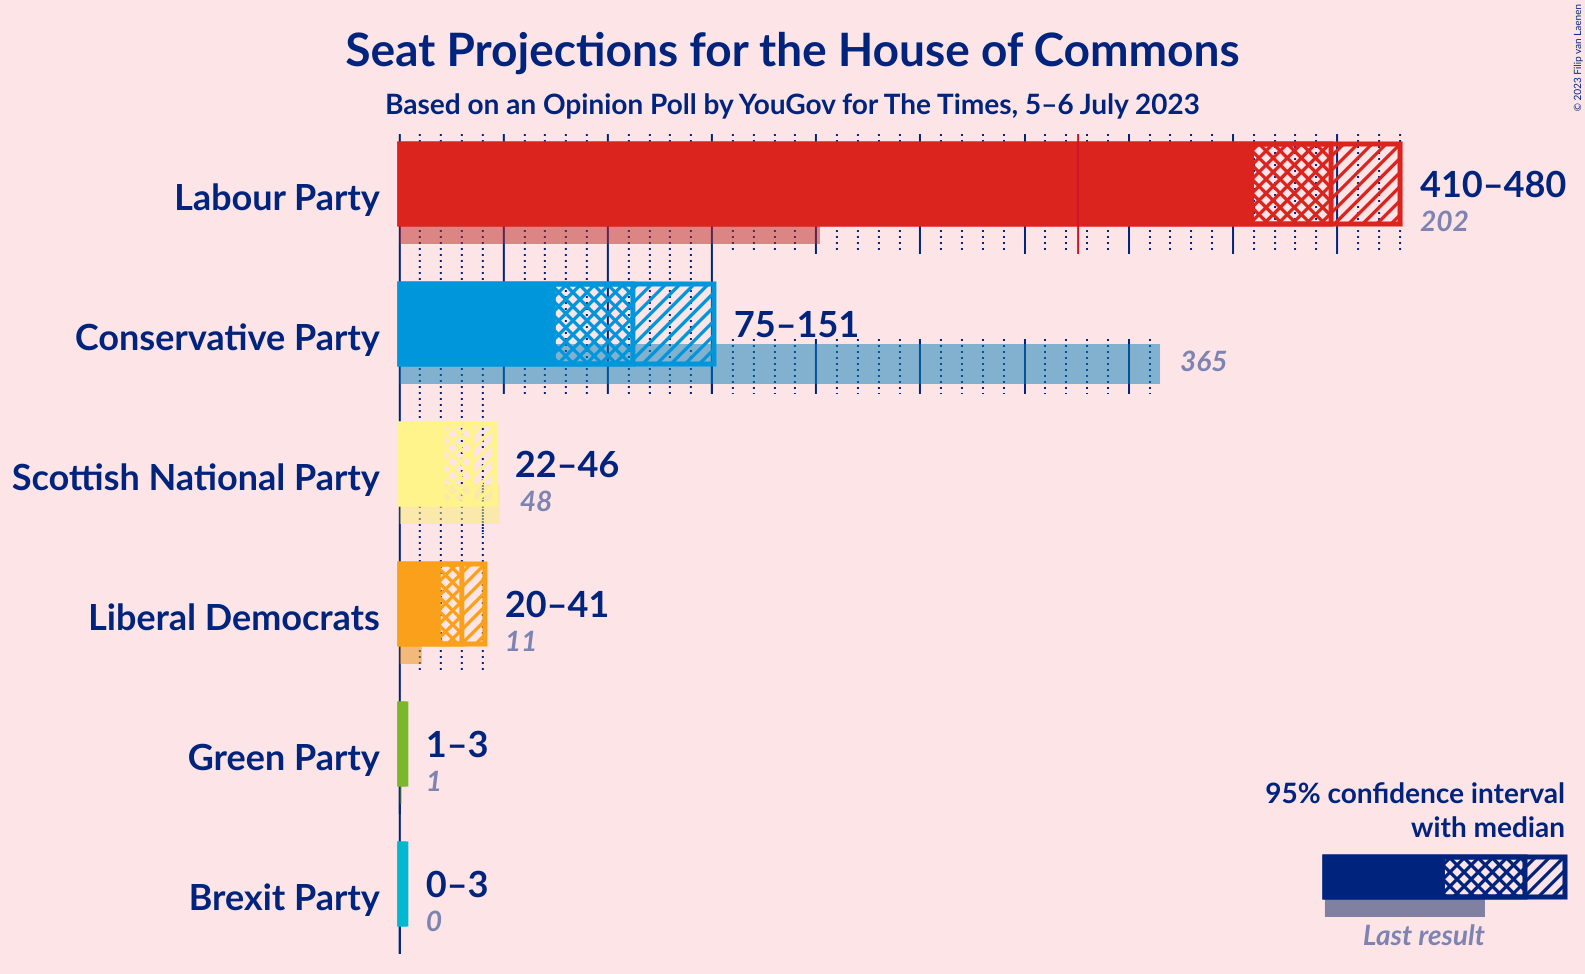 Seat Projections for the House of Commons
Based on an Opinion Poll by YouGov for The Times, 5–6 July 2023
© 2023 Filip van Laenen
Labour Party
410–480
202
Conservative Party
75–151
365
Scottish National Party
22–46
48
Liberal Democrats
20–41
11
Green Party
1–3
1
Brexit Party
0–3
0
95% confidence interval
with median
Last result